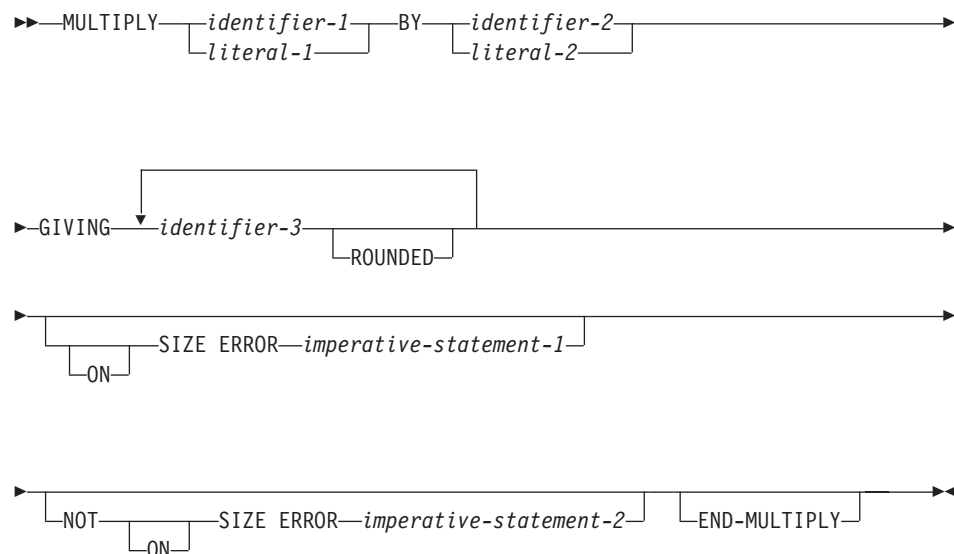 MULTIPLY identifier-1 BY identifier-2
literal-1 literal-2
GIVING identifier-3
ROUNDED
SIZE ERROR imperative-statement-1
ON
NOT SIZE ERROR imperative-statement-2 END-MULTIPLY
ON